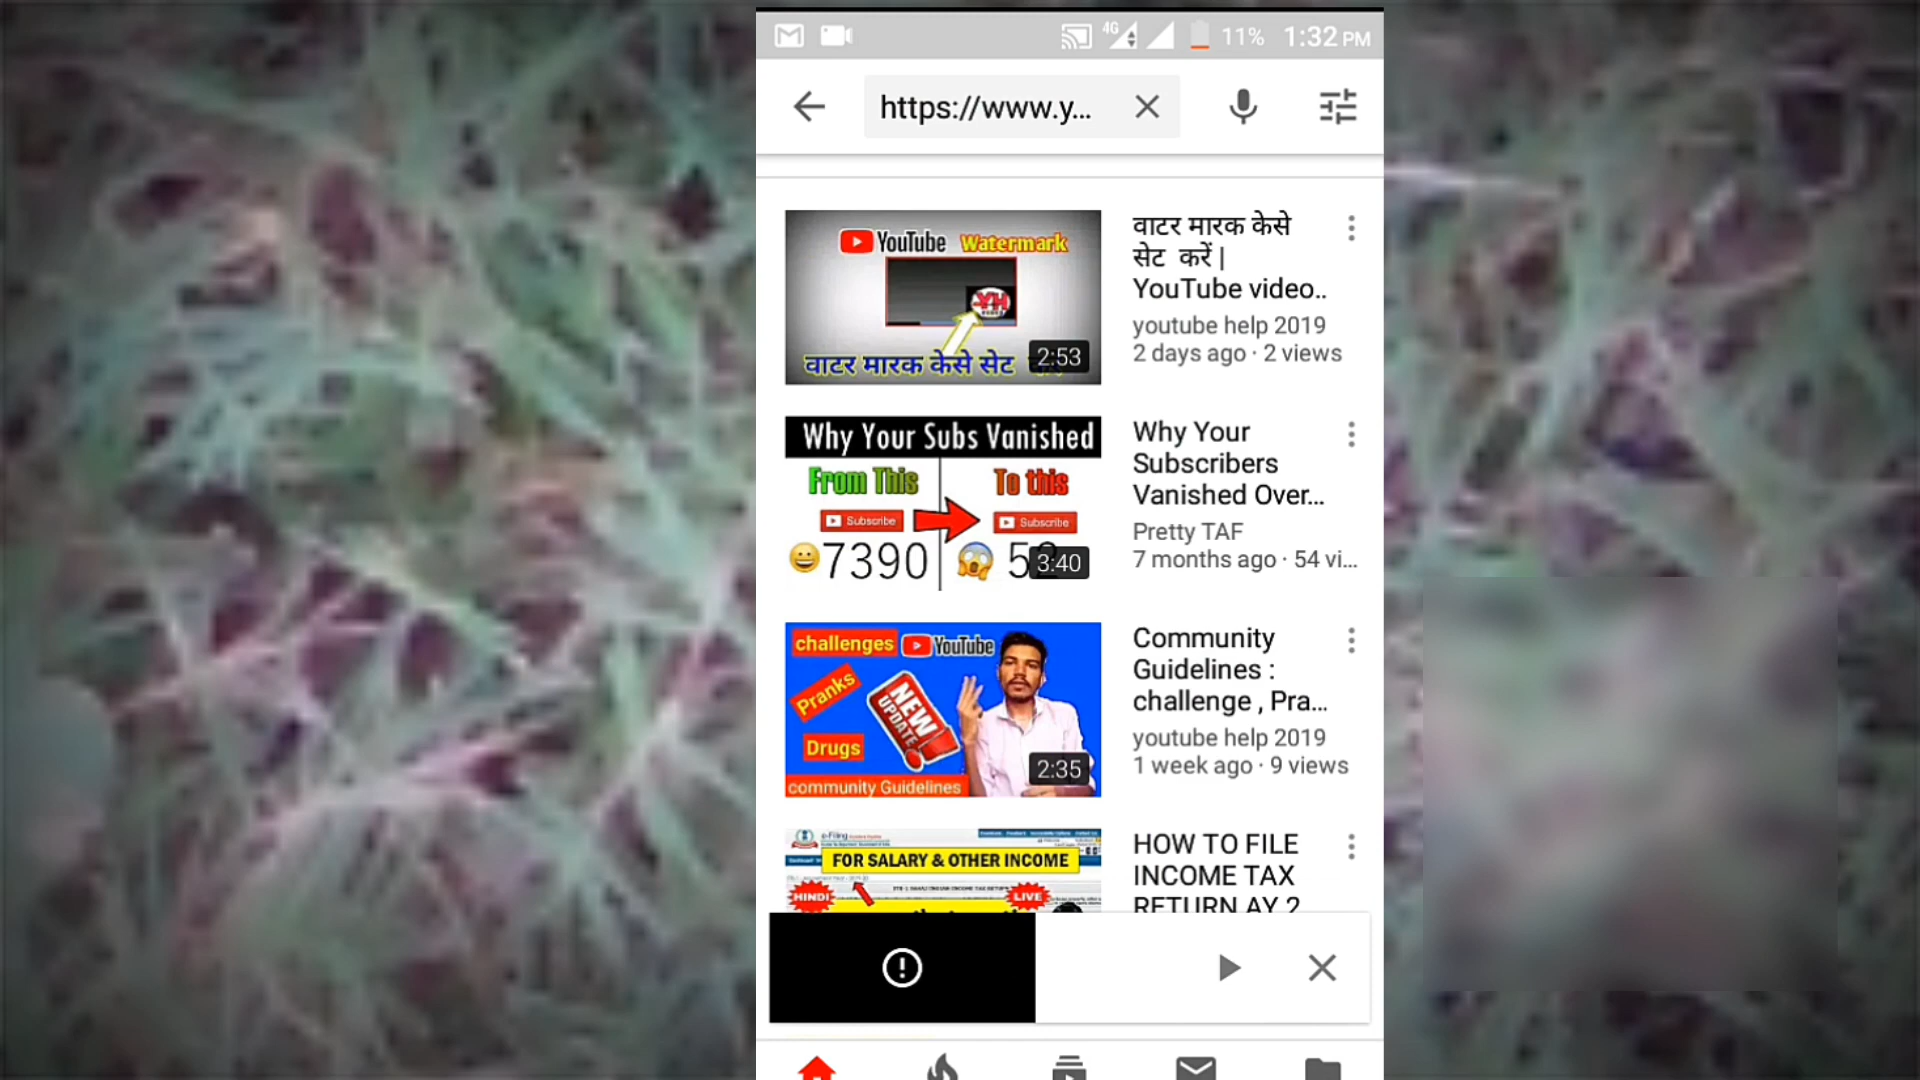 4G 11% 1:32 PM
https://www.y...
YouTube Watermark
YH
वाटर मारक केसे सेट
2:53
वाटर मारक केसे
सेट करें |
YouTube video..
youtube help 2019
2 days ago · 2 views
Why Your Subs Vanished
From This To this
Subscribe Subscribe
7390
3:40
Why Your
Subscribers
Vanished Over...
Pretty TAF
7 months ago · 54 vi...
challenges YouTube
Pranks
NEW
UPDATE
Drugs
2:35
community Guidelines
Community
Guidelines :
challenge , Pra...
youtube help 2019
1 week ago · 9 views
e-Filing
FOR SALARY & OTHER INCOME
HINDI LIVE
HOW TO FILE
INCOME TAX
RETURN AY 2